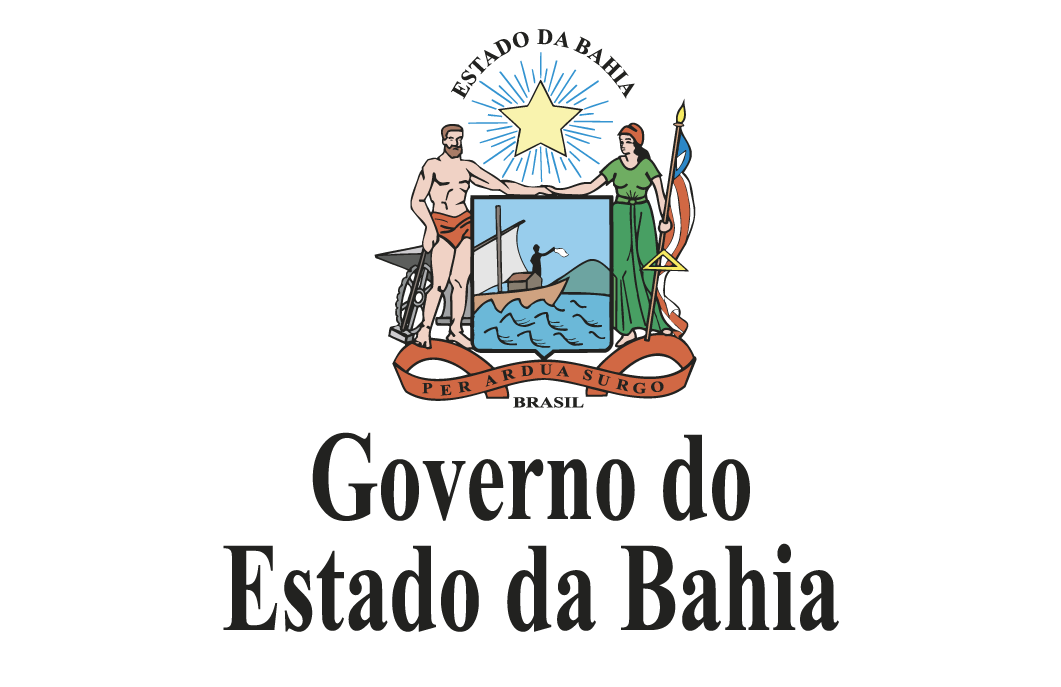 ESTADO DA BAHIA
PER ARDUA SURGO
BRASIL
Governo do
Estado da Bahia